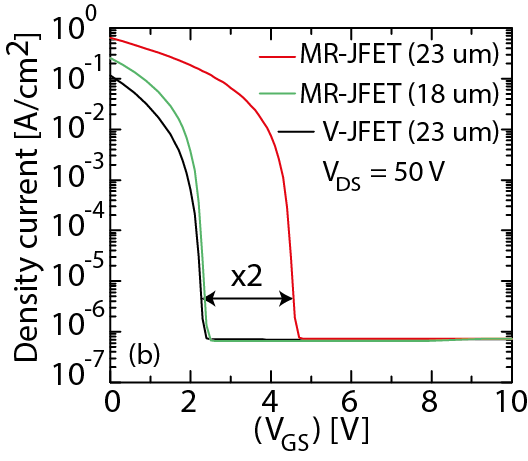 10^0
10^-1
10^-2
10^-3
10^-4
10^-5
10^-6
10^-7
Density current [A/cm2]
MR-JFET (23 um)
MR-JFET (18 um)
V-JFET (23 um)
V_DS = 50 V
x2
(b)
0 2 4 6 8 10
(V_GS) [V]